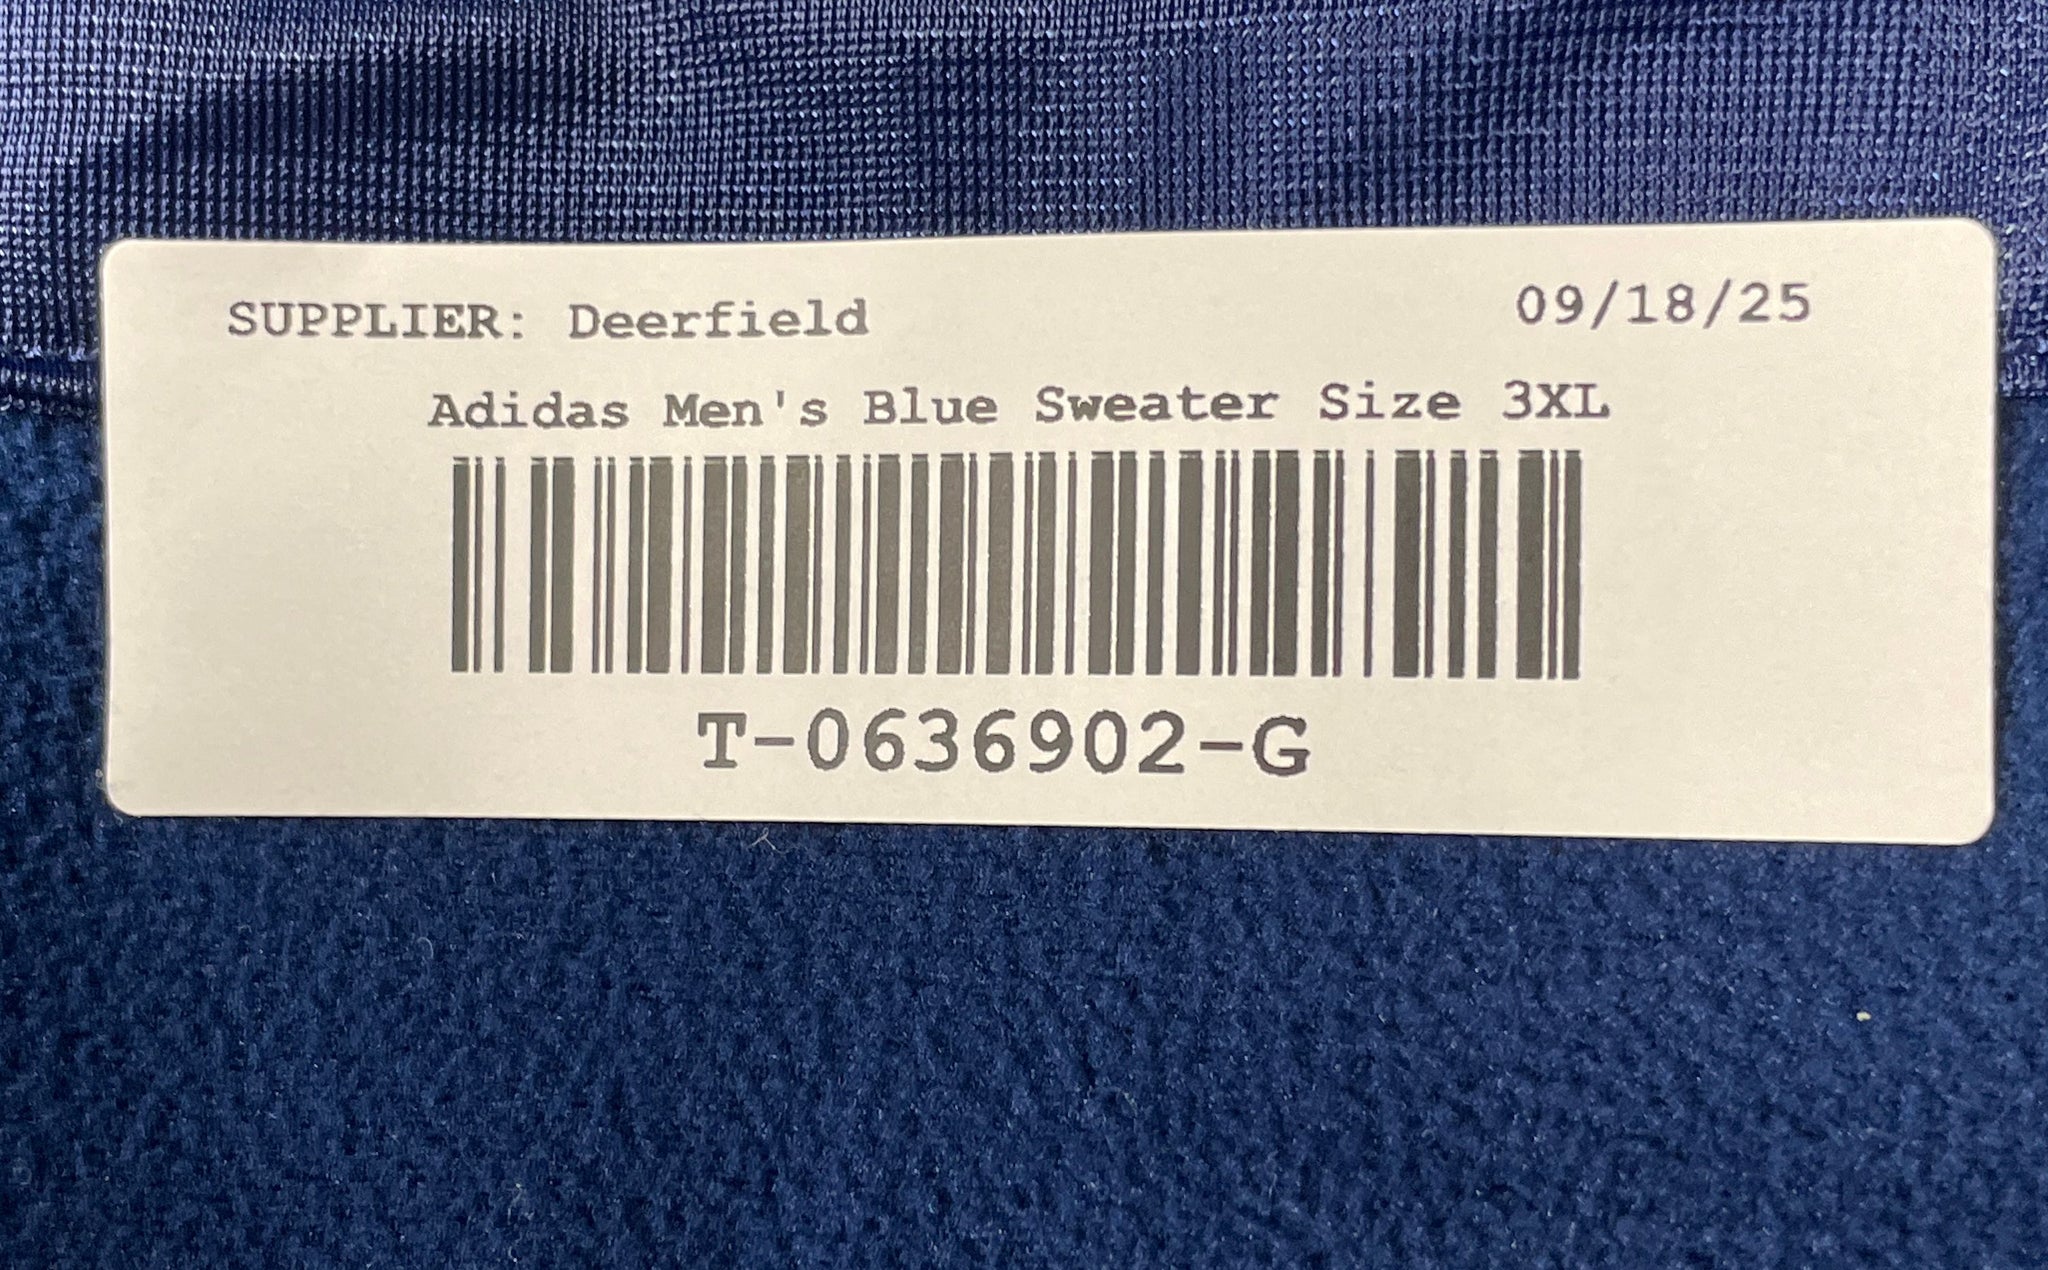 SUPPLIER: Deerfield 09/18/25
Adidas Men's Blue Sweater Size 3XL
T-0636902-G